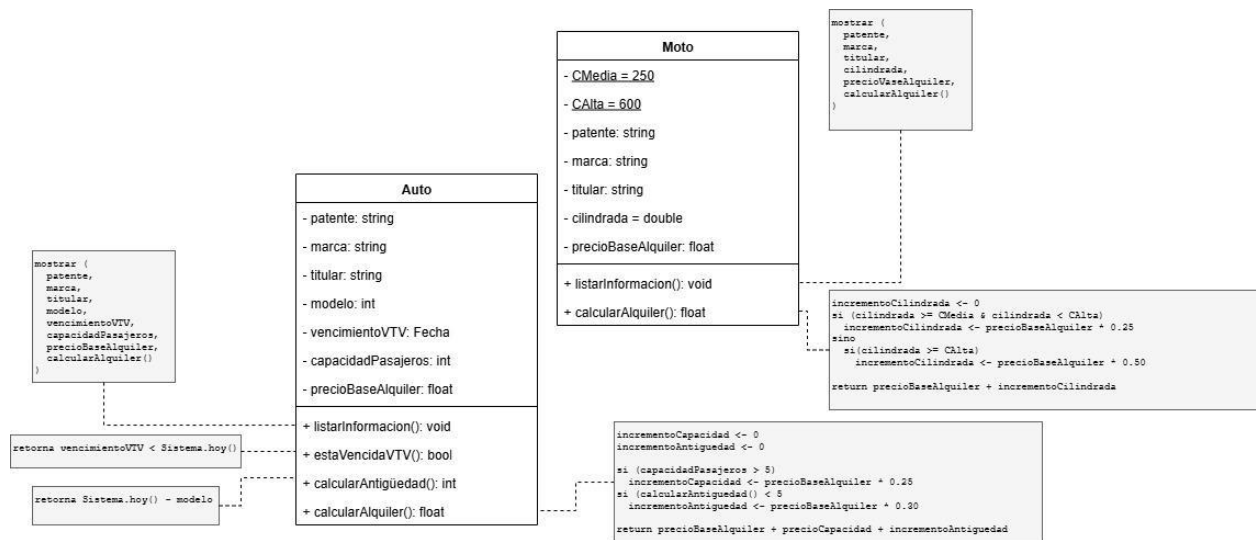 mostrar (
patente,
marca,
titular,
modelo,
vencimientoVTV,
capacidadPasajeros,
precioBaseAlquiler,
calcularAlquiler()
)
retorna vencimientoVTV < Sistema.hoy()
retorna Sistema.hoy() - modelo
Auto
- patente: string
- marca: string
- titular: string
- modelo: int
- vencimientoVTV: Fecha
- capacidadPasajeros: int
- precioBaseAlquiler: float
+ listarInformacion(): void
+ estaVencidaVTV(): bool
+ calcularAntigüedad(): int
+ calcularAlquiler(): float
Moto
- CMedia = 250
- CAlta = 600
- patente: string
- marca: string
- titular: string
- cilindrada = double
- precioBaseAlquiler: float
+ listarInformacion(): void
+ calcularAlquiler(): float
mostrar (
patente,
marca,
titular,
cilindrada,
precioVaseAlquiler,
calcularAlquiler()
)
incrementoCilindrada <- 0
si (cilindrada >= CMedia & cilindrada < CAlta)
incrementoCilindrada <- precioBaseAlquiler * 0.25
sino
si(cilindrada >= CAlta)
incrementoCilindrada <- precioBaseAlquiler * 0.50
return precioBaseAlquiler + incrementoCilindrada
incrementoCapacidad <- 0
incrementoAntiguedad <- 0
si (capacidadPasajeros > 5)
incrementoCapacidad <- precioBaseAlquiler * 0.25
si (calcularAntiguedad() < 5
incrementoAntiguedad <- precioBaseAlquiler * 0.30
return precioBaseAlquiler + precioCapacidad + incrementoAntiguedad